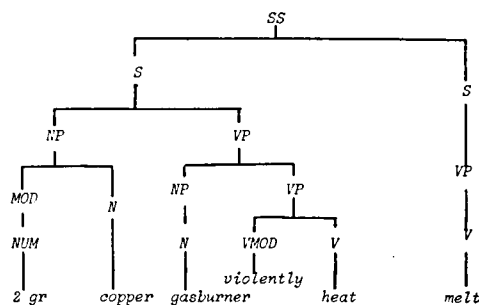 SS
S
S
NP VP
MOD N NP VP VP
NUM N VMOD V V
violently
2 gr copper gasburner heat melt